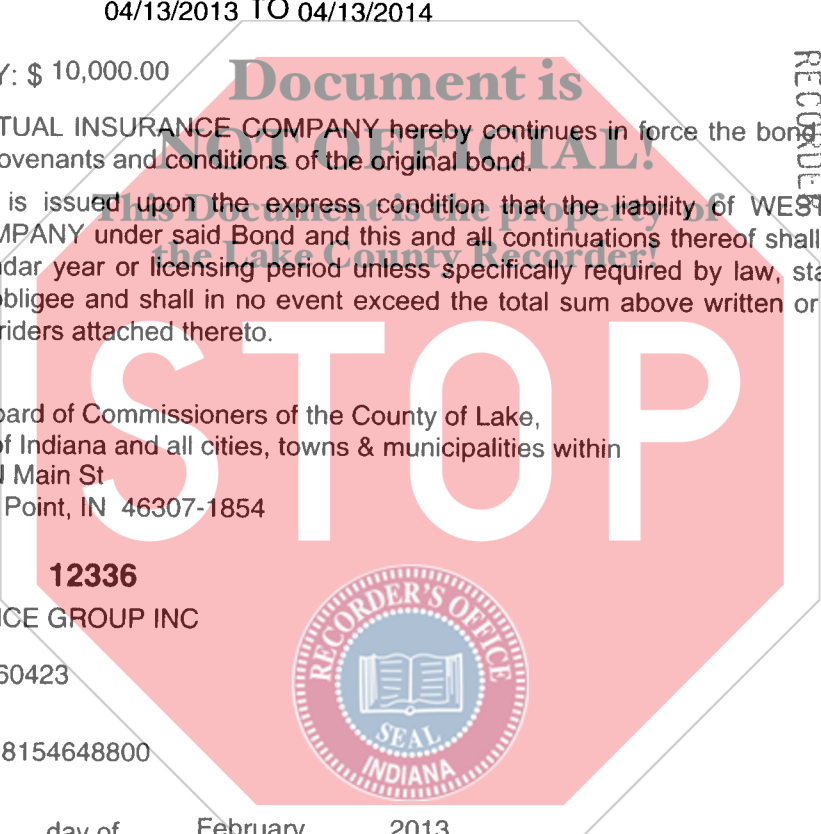 04/13/2013 TO 04/13/2014
Y: $ 10,000.00
Document is
TUAL INSURANCE COMPANY hereby continues in force the bond
NOT OFFICIAL!
ovenants and conditions of the original bond.
is issued upon the express condition that the liability of WEST
This Document is the property of
MPANY under said Bond and this and all continuations thereof shall
the Lake County Recorder!
dar year or licensing period unless specifically required by law, sta
obligee and shall in no event exceed the total sum above written or
riders attached thereto.
STOP
oard of Commissioners of the County of Lake,
of Indiana and all cities, towns & municipalities within
Main St
Point, IN 46307-1854
12336
ICE GROUP INC
60423
8154648800
RECORDER'S OFFICE
SEAL
INDIANA
day of February 2013
RECORDER